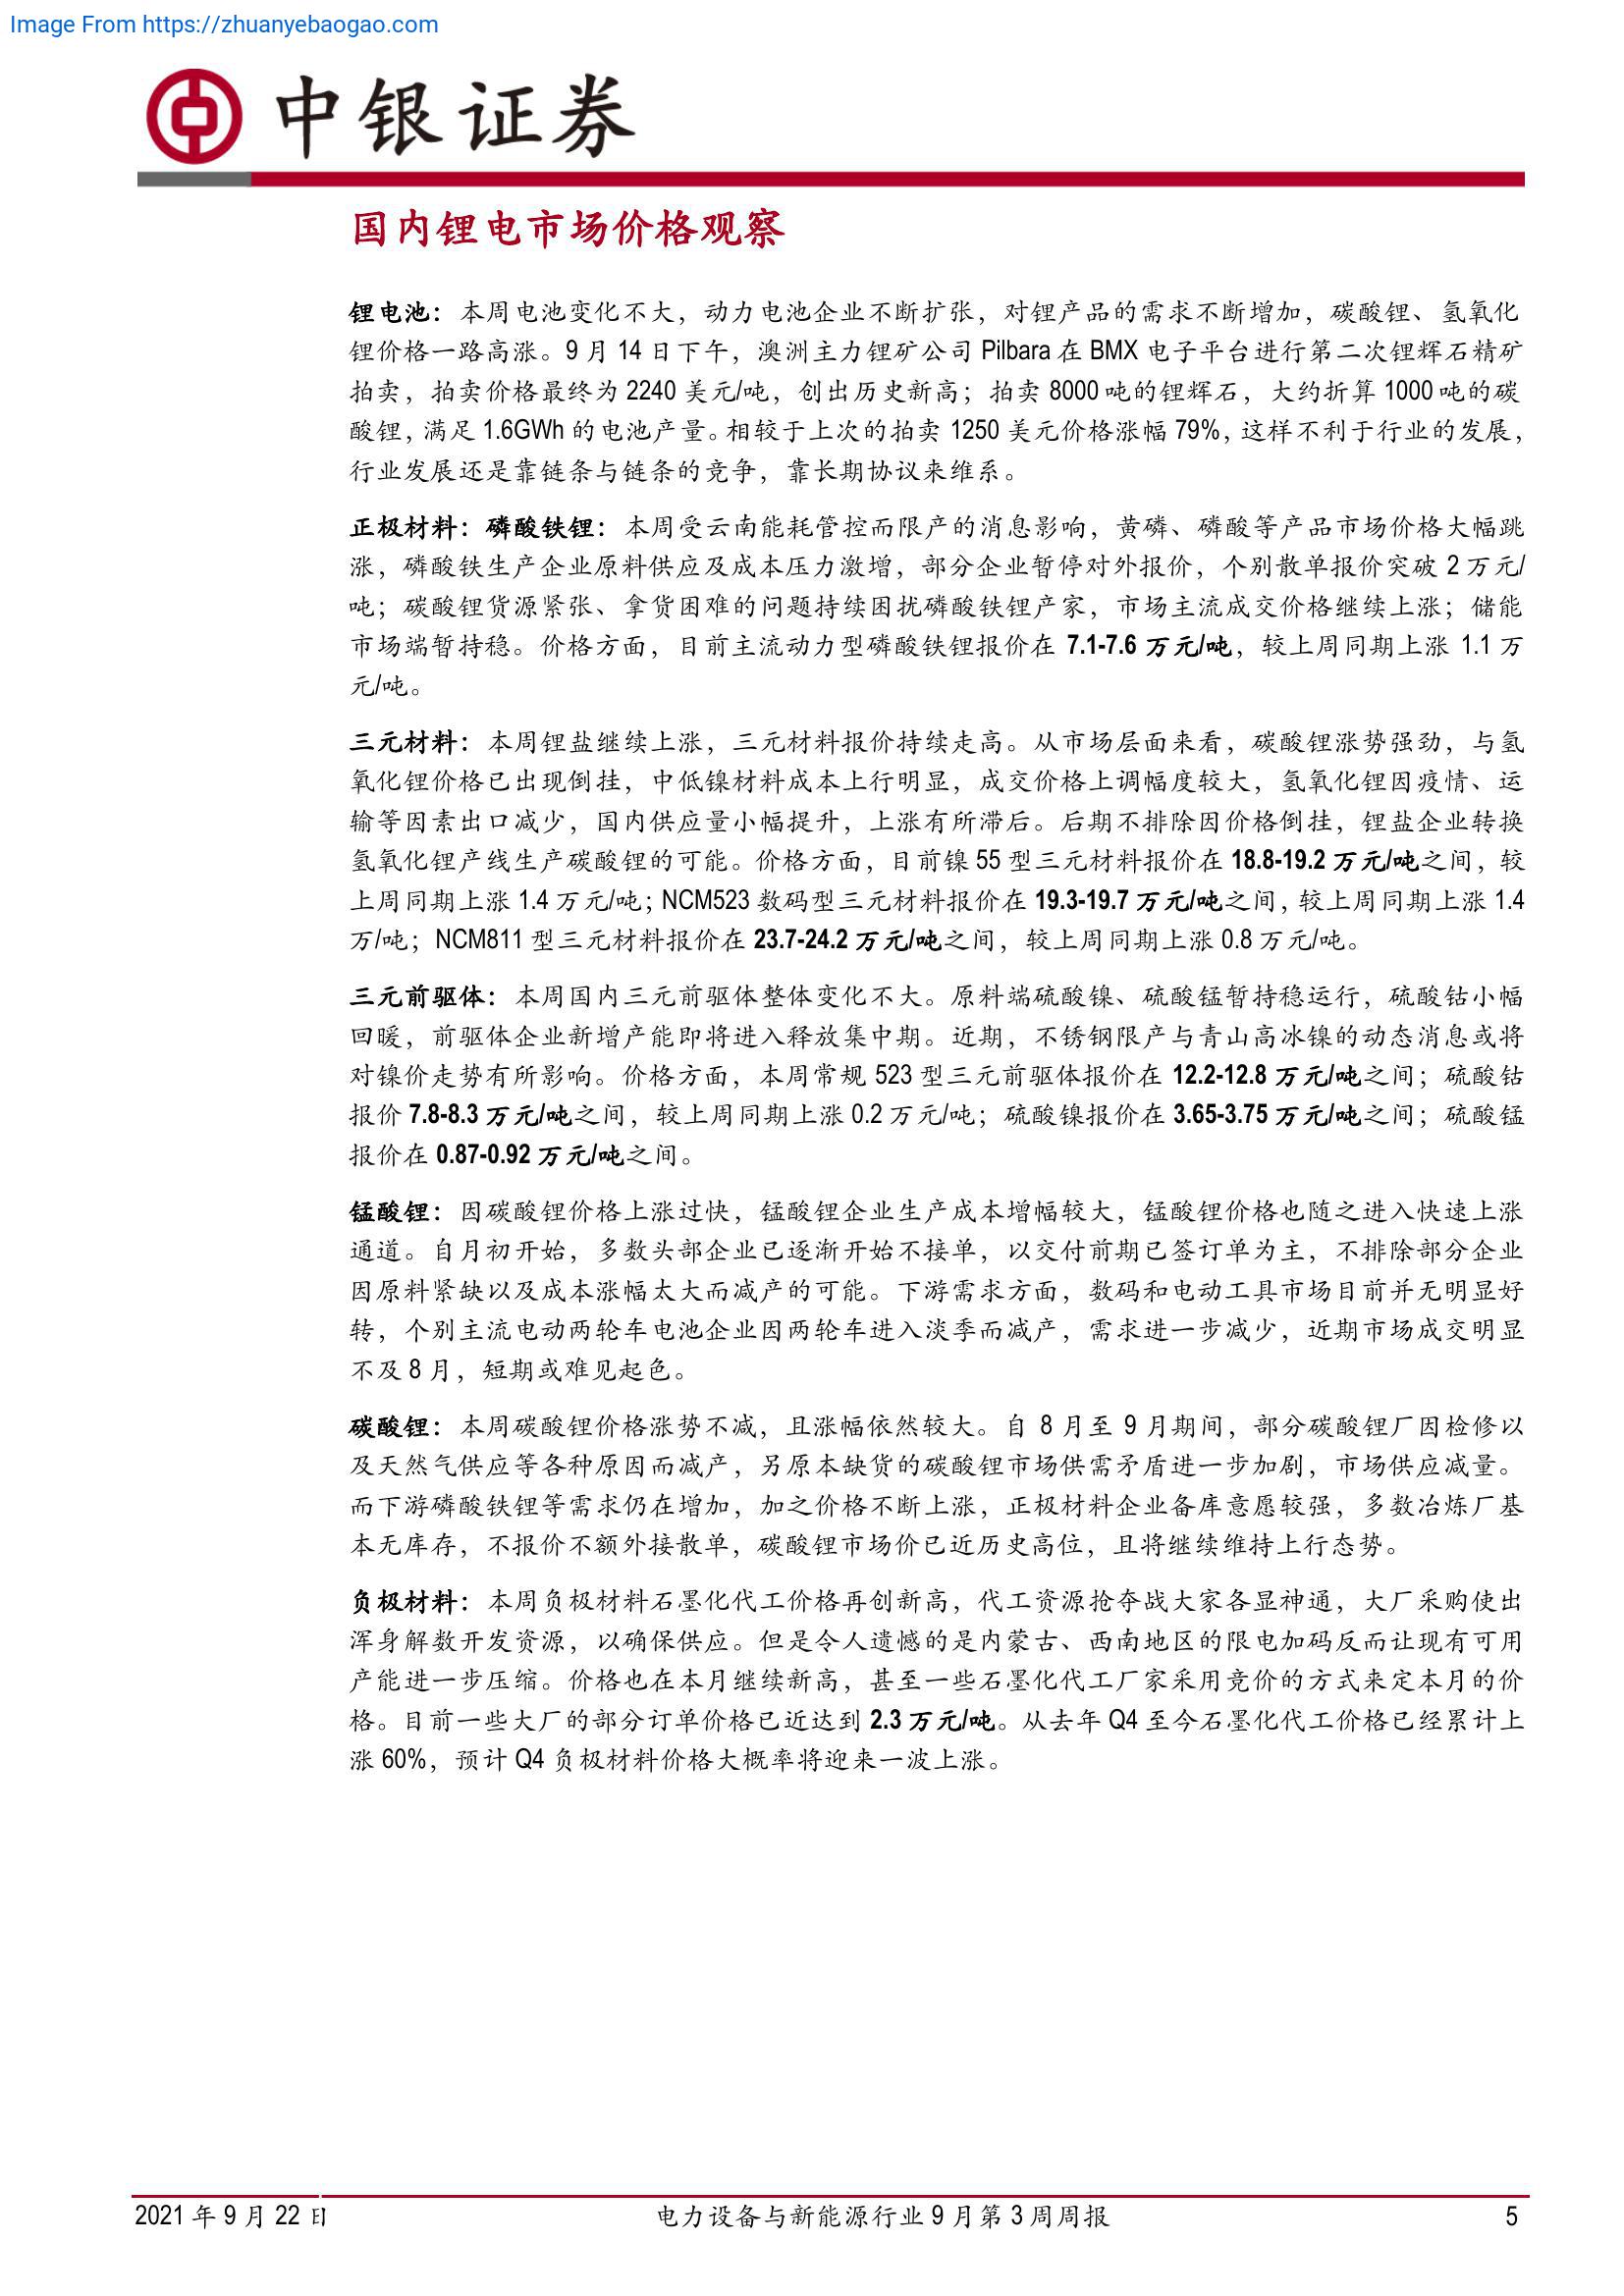 Image From https://zhuanyebaogao.com
中银证券
国内锂电市场价格观察
锂电池：本周电池变化不大，动力电池企业不断扩张，对锂产品的需求不断增加，碳酸锂、氢氧化
锂价格一路高涨。9 月 14 日下午，澳洲主力锂矿公司 Pilbara 在 BMX 电子平台进行第二次锂辉石精矿
拍卖，拍卖价格最终为 2240 美元/吨，创出历史新高；拍卖 8000 吨的锂辉石，大约折算 1000 吨的碳
酸锂，满足 1.6GWh 的电池产量。相较于上次的拍卖 1250 美元价格涨幅 79%，这样不利于行业的发展，
行业发展还是靠链条与链条的竞争，靠长期协议来维系。
正极材料：磷酸铁锂：本周受云南能耗管控而限产的消息影响，黄磷、磷酸等产品市场价格大幅跳
涨，磷酸铁生产企业原料供应及成本压力激增，部分企业暂停对外报价，个别散单报价突破 2 万元/
吨；碳酸锂货源紧张、拿货困难的问题持续困扰磷酸铁锂产家，市场主流成交价格继续上涨；储能
市场端暂持稳。价格方面，目前主流动力型磷酸铁锂报价在 7.1-7.6 万元/吨，较上周同期上涨 1.1 万
元/吨。
三元材料：本周锂盐继续上涨，三元材料报价持续走高。从市场层面来看，碳酸锂涨势强劲，与氢
氧化锂价格已出现倒挂，中低镍材料成本上行明显，成交价格上调幅度较大，氢氧化锂因疫情、运
输等因素出口减少，国内供应量小幅提升，上涨有所滞后。后期不排除因价格倒挂，锂盐企业转换
氢氧化锂产线生产碳酸锂的可能。价格方面，目前镍 55 型三元材料报价在 18.8-19.2 万元/吨之间，较
上周同期上涨 1.4 万元/吨；NCM523 数码型三元材料报价在 19.3-19.7 万元/吨之间，较上周同期上涨 1.4
万/吨；NCM811 型三元材料报价在 23.7-24.2 万元/吨之间，较上周同期上涨 0.8 万元/吨。
三元前驱体：本周国内三元前驱体整体变化不大。原料端硫酸镍、硫酸锰暂持稳运行，硫酸钴小幅
回暖，前驱体企业新增产能即将进入释放集中期。近期，不锈钢限产与青山高冰镍的动态消息或将
对镍价走势有所影响。价格方面，本周常规 523 型三元前驱体报价在 12.2-12.8 万元/吨之间；硫酸钴
报价 7.8-8.3 万元/吨之间，较上周同期上涨 0.2 万元/吨；硫酸镍报价在 3.65-3.75 万元/吨之间；硫酸锰
报价在 0.87-0.92 万元/吨之间。
锰酸锂：因碳酸锂价格上涨过快，锰酸锂企业生产成本增幅较大，锰酸锂价格也随之进入快速上涨
通道。自月初开始，多数头部企业已逐渐开始不接单，以交付前期已签订单为主，不排除部分企业
因原料紧缺以及成本涨幅太大而减产的可能。下游需求方面，数码和电动工具市场目前并无明显好
转，个别主流电动两轮车电池企业因两轮车进入淡季而减产，需求进一步减少，近期市场成交明显
不及 8 月，短期或难见起色。
碳酸锂：本周碳酸锂价格涨势不减，且涨幅依然较大。自 8 月至 9 月期间，部分碳酸锂厂因检修以
及天然气供应等各种原因而减产，另原本缺货的碳酸锂市场供需矛盾进一步加剧，市场供应减量。
而下游磷酸铁锂等需求仍在增加，加之价格不断上涨，正极材料企业备库意愿较强，多数冶炼厂基
本无库存，不报价不额外接散单，碳酸锂市场价已近历史高位，且将继续维持上行态势。
负极材料：本周负极材料石墨化代工价格再创新高，代工资源抢夺战大家各显神通，大厂采购使出
浑身解数开发资源，以确保供应。但是令人遗憾的是内蒙古、西南地区的限电加码反而让现有可用
产能进一步压缩。价格也在本月继续新高，甚至一些石墨化代工厂家采用竞价的方式来定本月的价
格。目前一些大厂的部分订单价格已近达到 2.3 万元/吨。从去年 Q4 至今石墨化代工价格已经累计上
涨 60%，预计 Q4 负极材料价格大概率将迎来一波上涨。
2021 年 9 月 22 日
电力设备与新能源行业 9 月第 3 周周报
5